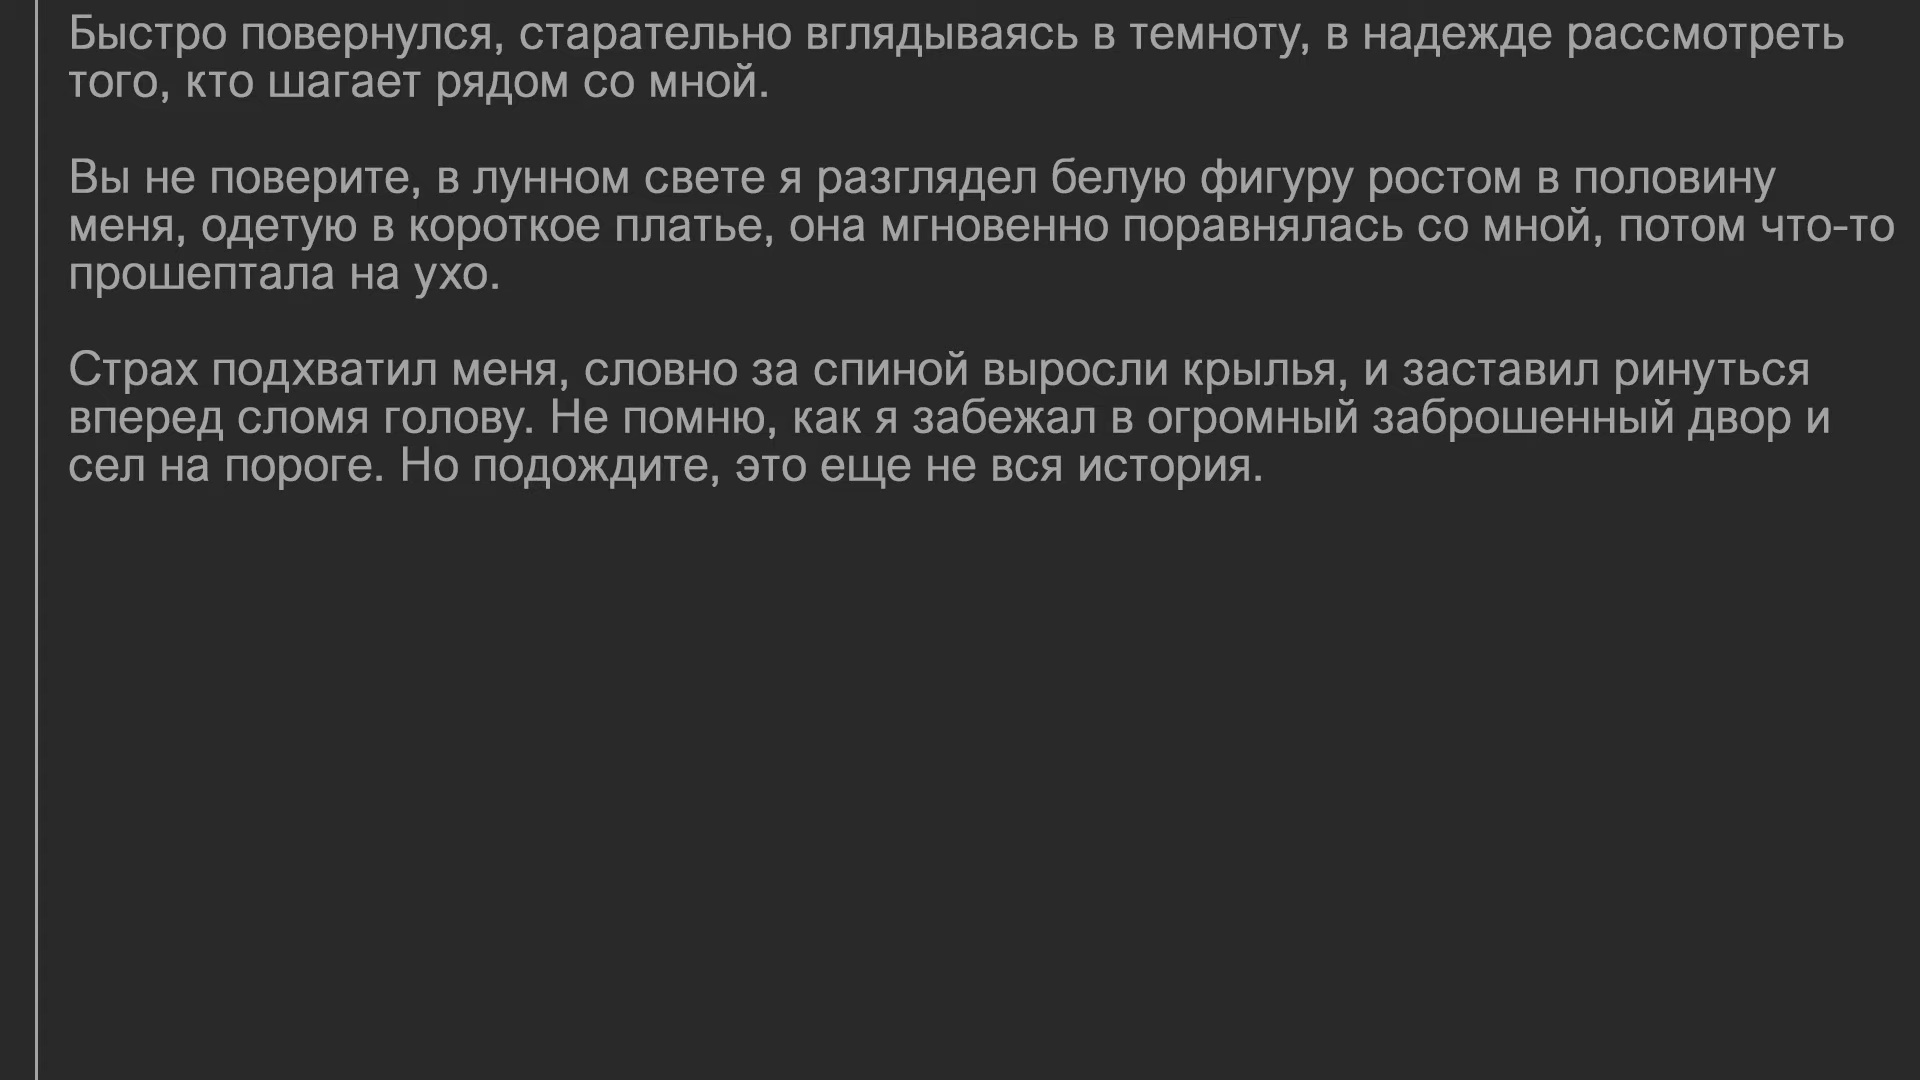 Быстро повернулся, старательно вглядываясь в темноту, в надежде рассмотреть
того, кто шагает рядом со мной.
Вы не поверите, в лунном свете я разглядел белую фигуру ростом в половину
меня, одетую в короткое платье, она мгновенно поравнялась со мной, потом что-то
прошептала на ухо.
Страх подхватил меня, словно за спиной выросли крылья, и заставил ринуться
вперед сломя голову. Не помню, как я забежал в огромный заброшенный двор и
сел на пороге. Но подождите, это еще не вся история.